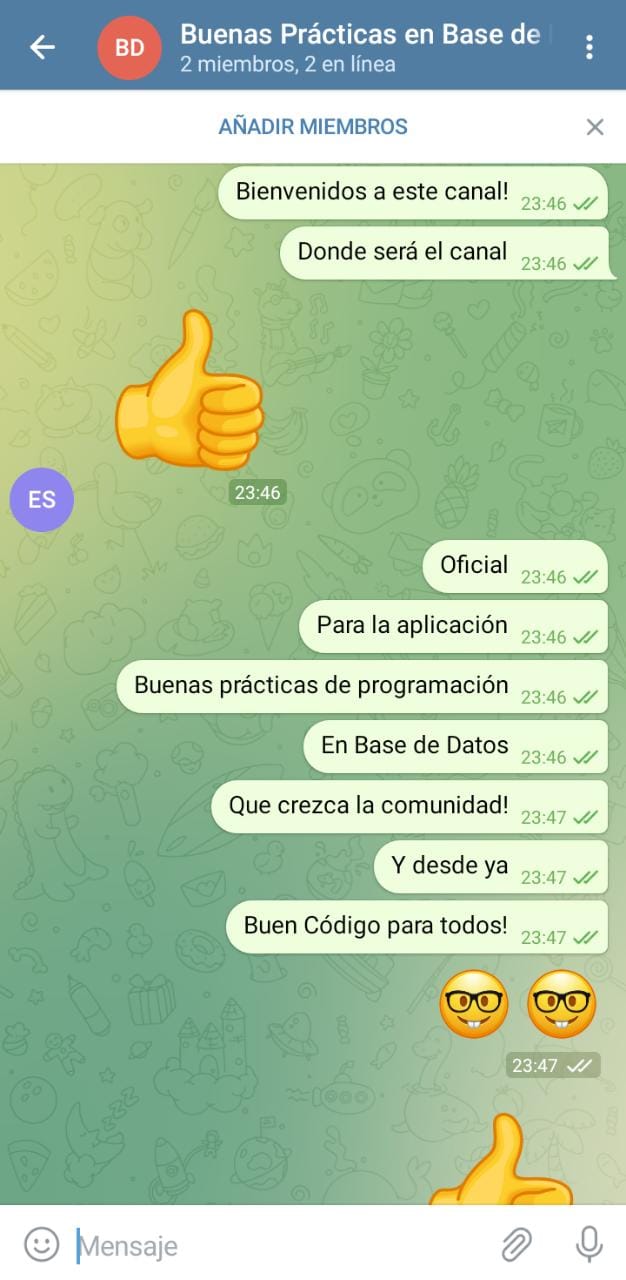 BD
Buenas Prácticas en Base de
2 miembros, 2 en línea
AÑADIR MIEMBROS
Bienvenidos a este canal! 23:46
Donde será el canal 23:46
23:46
ES
Oficial 23:46
Para la aplicación 23:46
Buenas prácticas de programación 23:46
En Base de Datos 23:46
Que crezca la comunidad! 23:47
Y desde ya 23:47
Buen Código para todos! 23:47
23:47
Mensaje